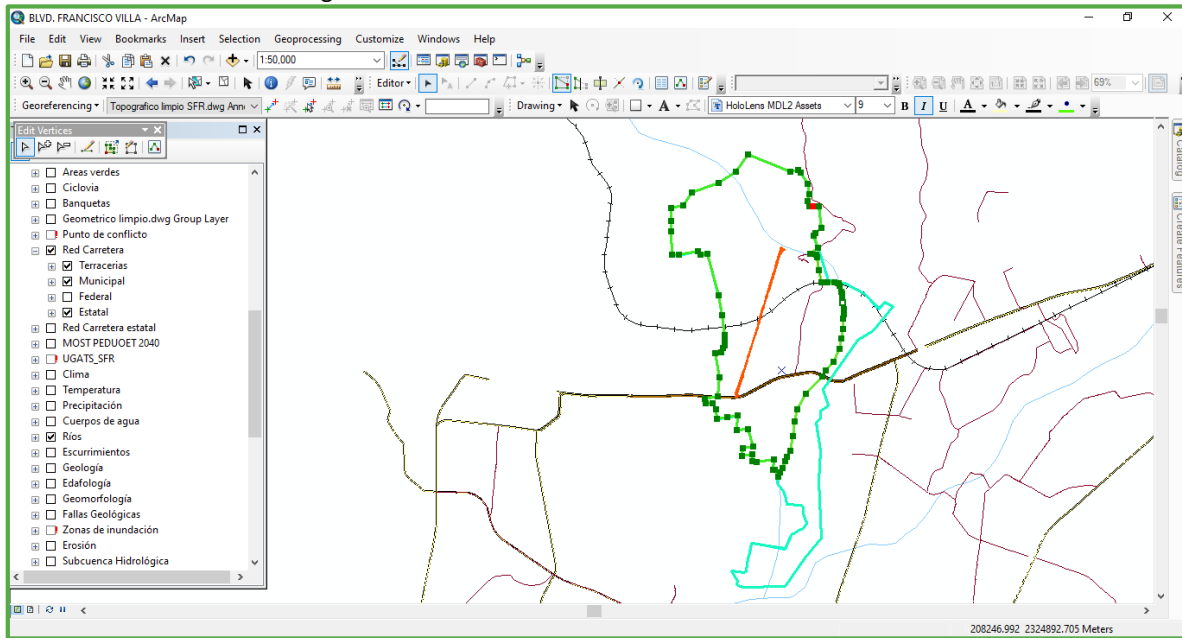 BLVD. FRANCISCO VILLA - ArcMap
File Edit View Bookmarks Insert Selection Geoprocessing Customize Windows Help
1:50,000
Editor
69%
Georeferencing Topografico limpio SFR.dwg Ann
Drawing A HoloLens MDL2 Assets 9 B I U A
Edit Vertices
Areas verdes
Ciclovia
Banquetas
Geometrico limpio.dwg Group Layer
Punto de conflicto
Red Carretera
Terracerias
Municipal
Federal
Estatal
Red Carretera estatal
MOST PEDUOET 2040
UGATS_SFR
Clima
Temperatura
Precipitación
Cuerpos de agua
Ríos
Escurrimientos
Geología
Edafología
Geomorfología
Fallas Geológicas
Zonas de inundación
Erosión
Subcuenca Hidrológica
Catalog
Create Features
208246.992 2324892.705 Meters